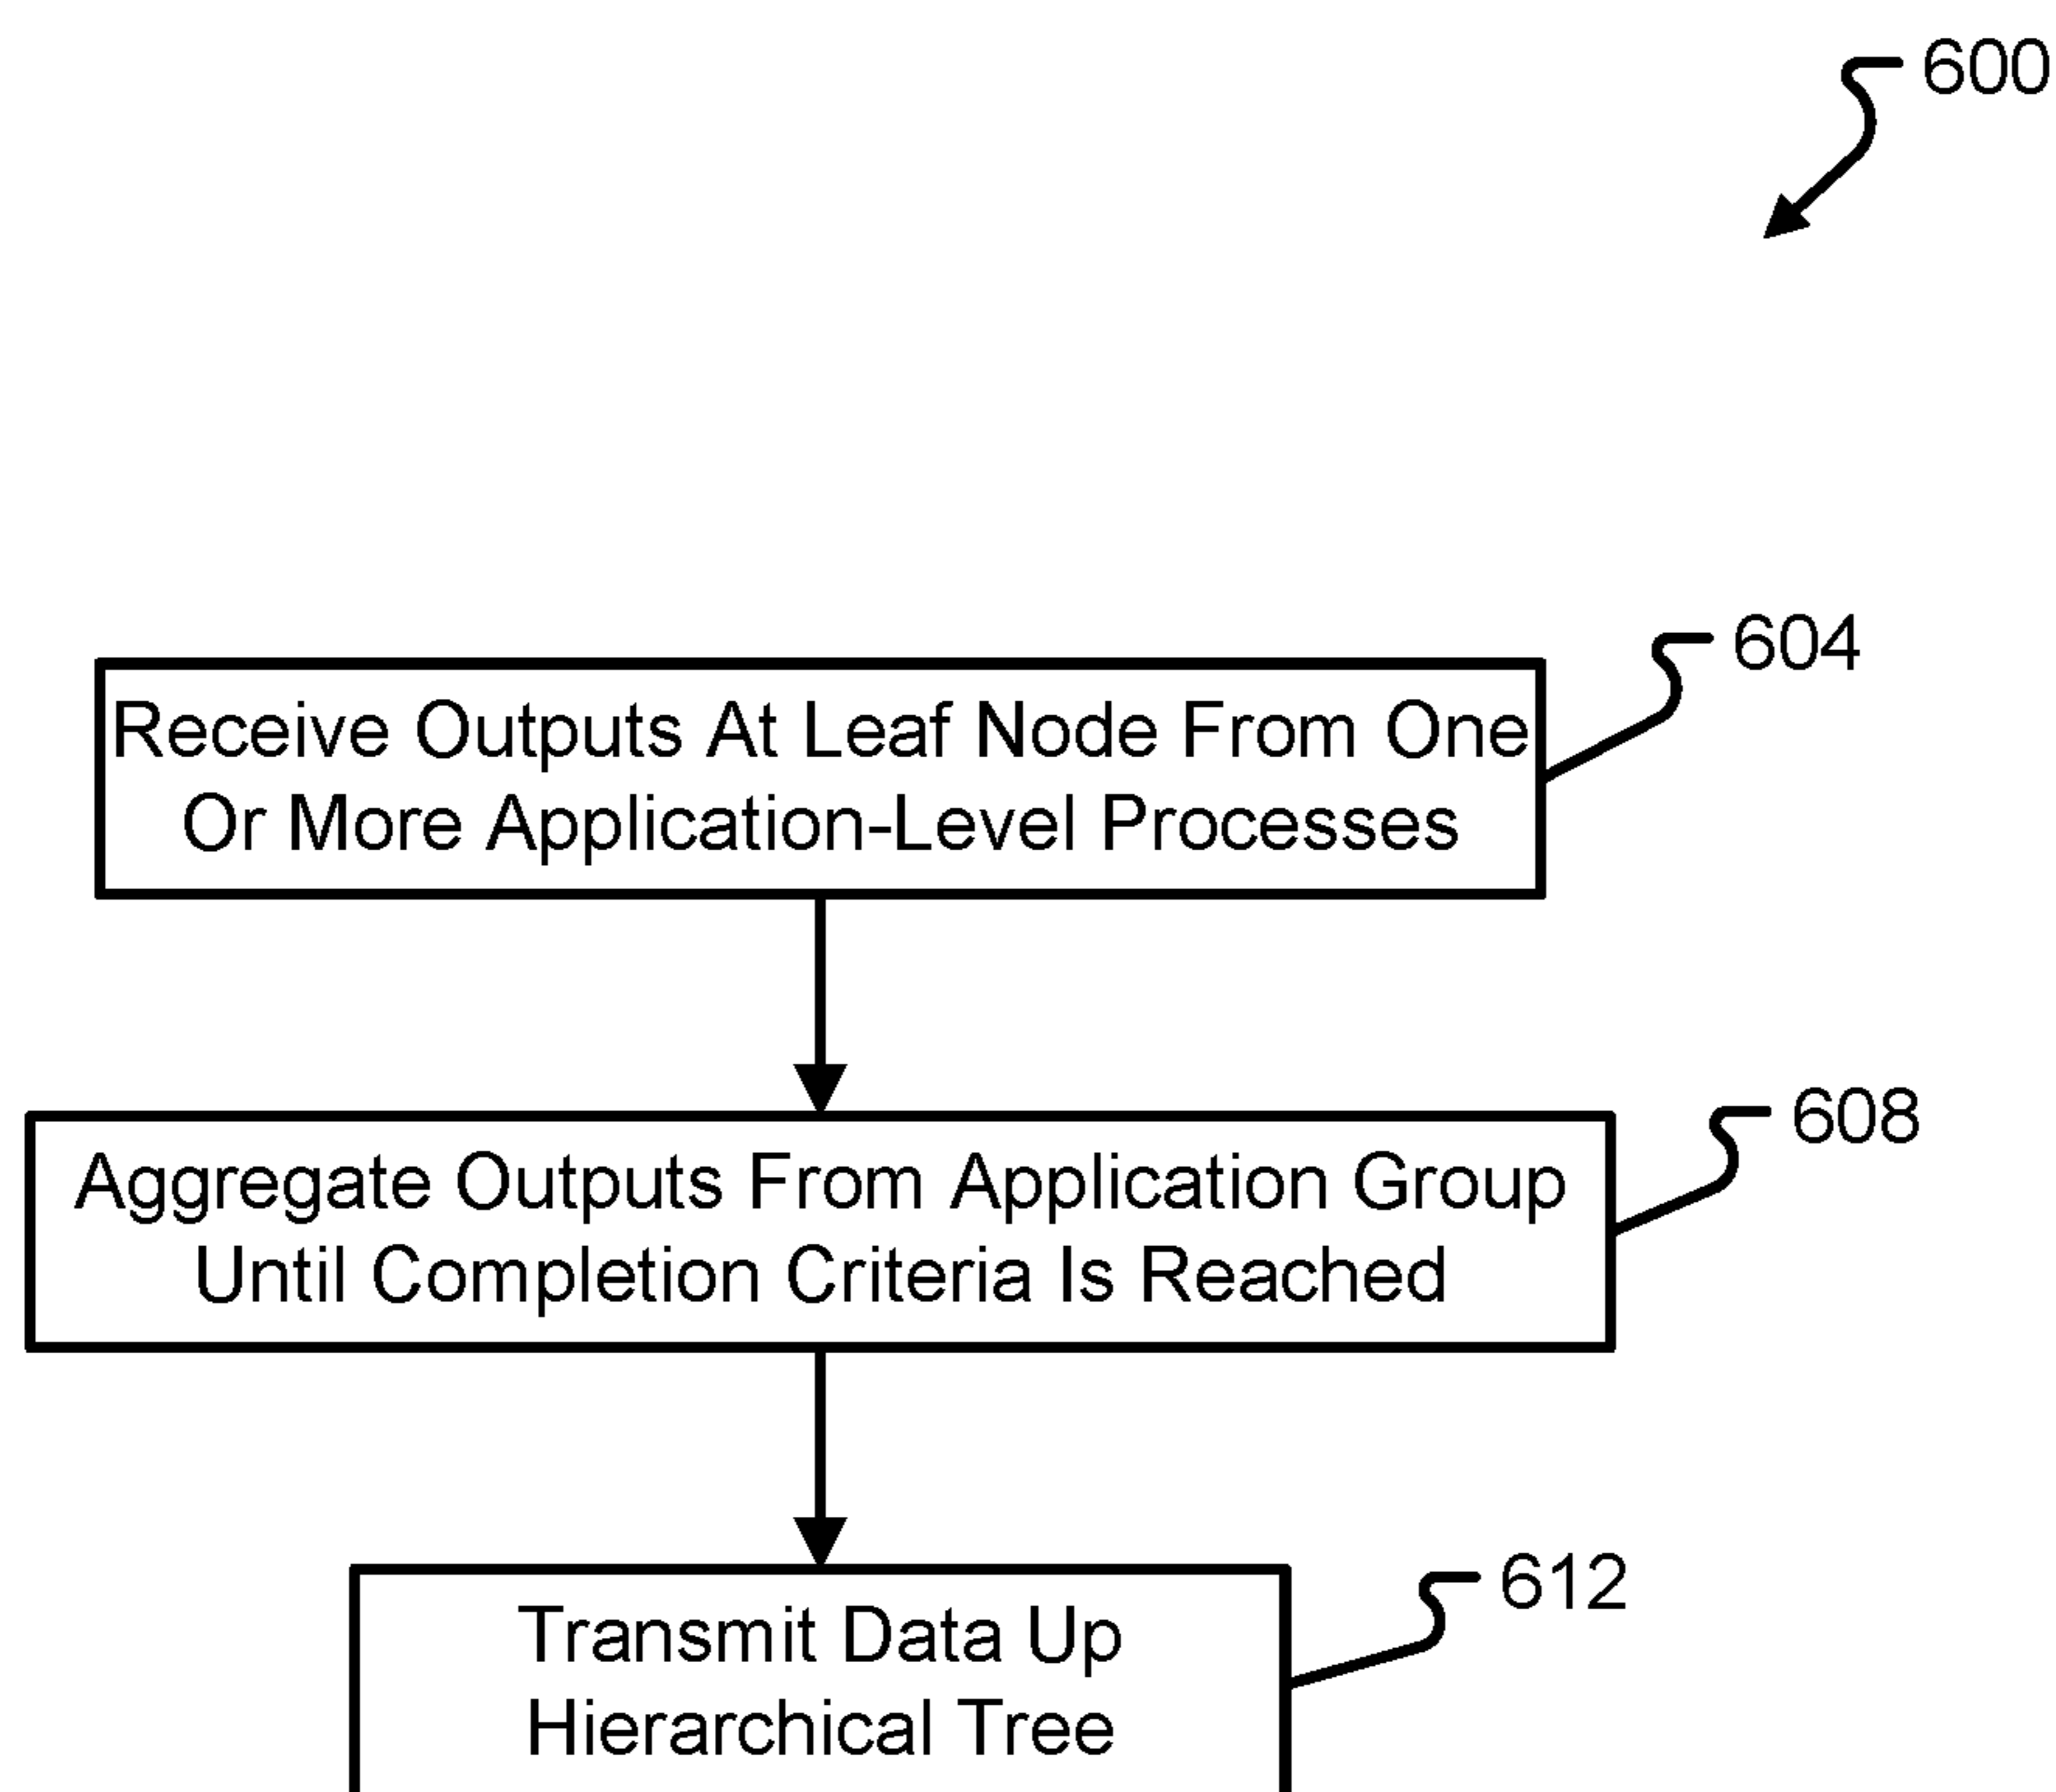 600
604
Receive Outputs At Leaf Node From One
Or More Application-Level Processes
608
Aggregate Outputs From Application Group
Until Completion Criteria Is Reached
612
Transmit Data Up
Hierarchical Tree